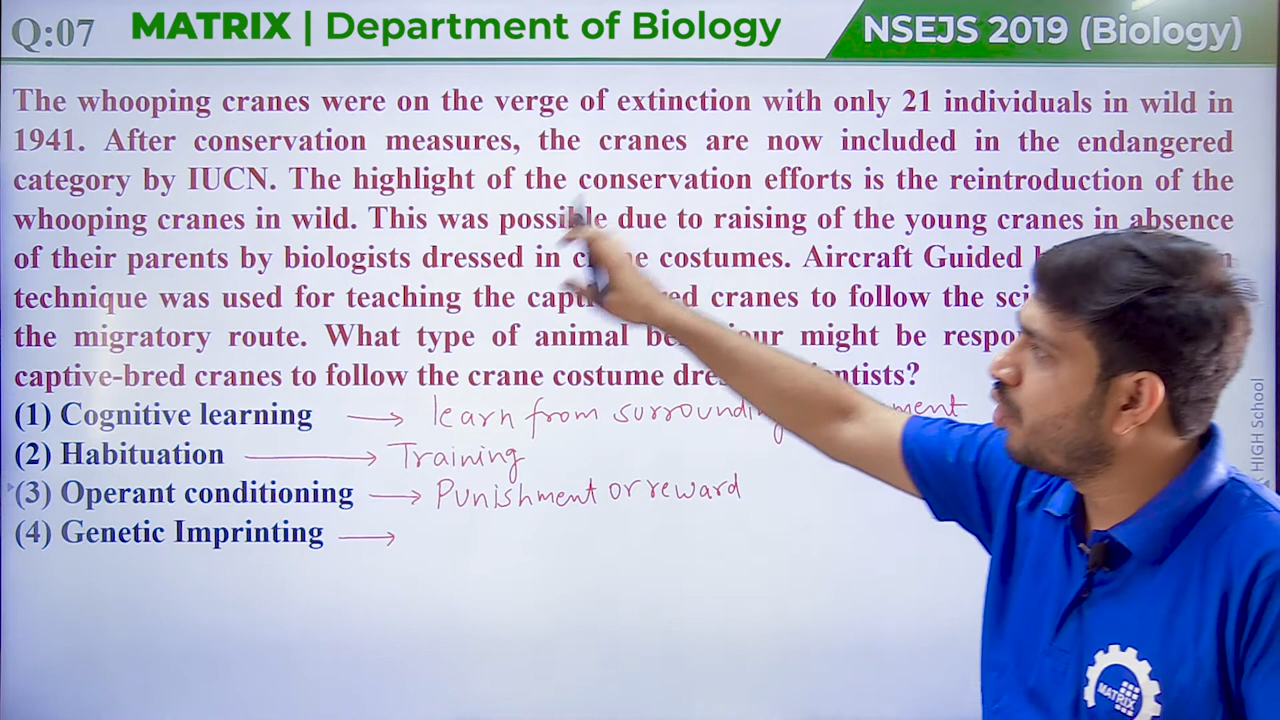 Q:07 MATRIX | Department of Biology NSEJS 2019 (Biology)
The whooping cranes were on the verge of extinction with only 21 individuals in wild in
1941. After conservation measures, the cranes are now included in the endangered
category by IUCN. The highlight of the conservation efforts is the reintroduction of the
whooping cranes in wild. This was possible due to raising of the young cranes in absence
of their parents by biologists dressed in costumes. Aircraft Guided
technique was used for teaching the cranes to follow the
the migratory route. What type of animal might be
captive-bred cranes to follow the crane costume
(1) Cognitive learning → learn from
(2) Habituation → Training
(3) Operant conditioning → Punishment or reward
(4) Genetic Imprinting →
HIGH School
MATRIX